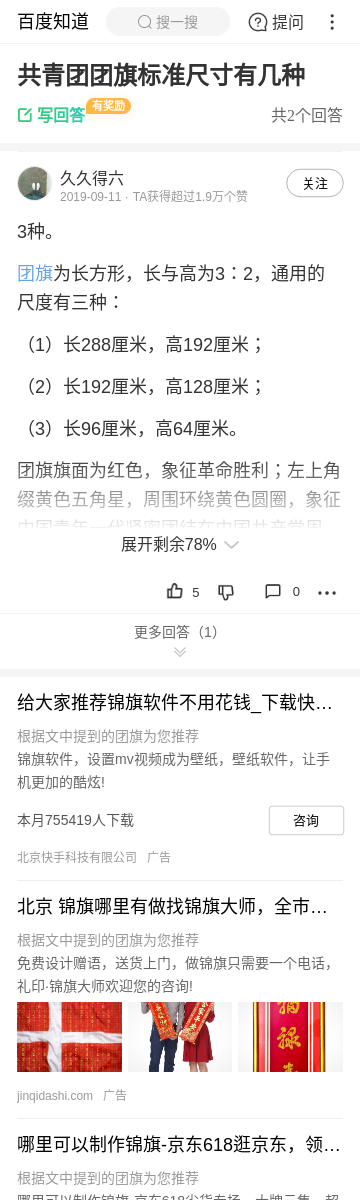 百度知道
搜一搜
提问
共青团团旗标准尺寸有几种
写回答
有奖励
共2个回答
久久得六
2019-09-11 · TA获得超过1.9万个赞
关注
3种。
团旗为长方形，长与高为3：2，通用的
尺度有三种：
（1）长288厘米，高192厘米；
（2）长192厘米，高128厘米；
（3）长96厘米，高64厘米。
团旗旗面为红色，象征革命胜利；左上角
缀黄色五角星，周围环绕黄色圆圈，象征
中国青年一代紧密团结在中国共产党周
展开剩余78%
5
0
更多回答（1）
给大家推荐锦旗软件不用花钱_下载快…
根据文中提到的团旗为您推荐
锦旗软件，设置mv视频成为壁纸，壁纸软件，让手
机更加的酷炫!
本月755419人下载
咨询
北京快手科技有限公司 广告
北京 锦旗哪里有做找锦旗大师，全市…
根据文中提到的团旗为您推荐
免费设计赠语，送货上门，做锦旗只需要一个电话，
礼印·锦旗大师欢迎您的咨询!
jinqidashi.com 广告
哪里可以制作锦旗-京东618逛京东，领…
根据文中提到的团旗为您推荐